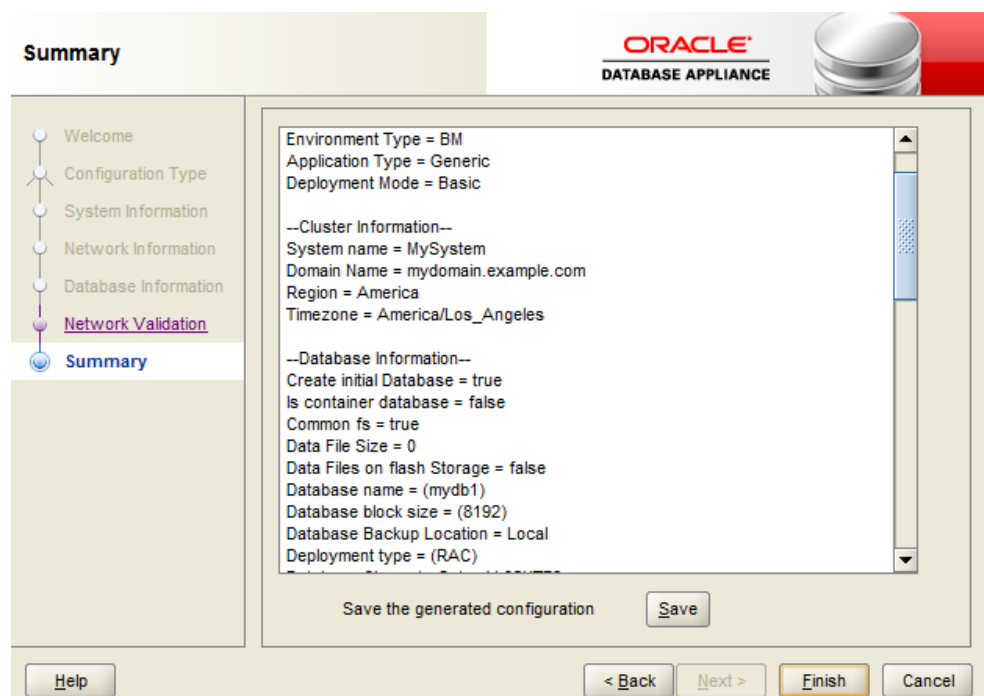 Summary
ORACLE
DATABASE APPLIANCE
Welcome
Configuration Type
System Information
Network Information
Database Information
Network Validation
Summary
Environment Type = BM
Application Type = Generic
Deployment Mode = Basic
--Cluster Information--
System name = MySystem
Domain Name = mydomain.example.com
Region = America
Timezone = America/Los_Angeles
--Database Information--
Create initial Database = true
Is container database = false
Common fs = true
Data File Size = 0
Data Files on flash Storage = false
Database name = (mydb1)
Database block size = (8192)
Database Backup Location = Local
Deployment type = (RAC)
Save the generated configuration
Save
Help
< Back
Next >
Finish
Cancel